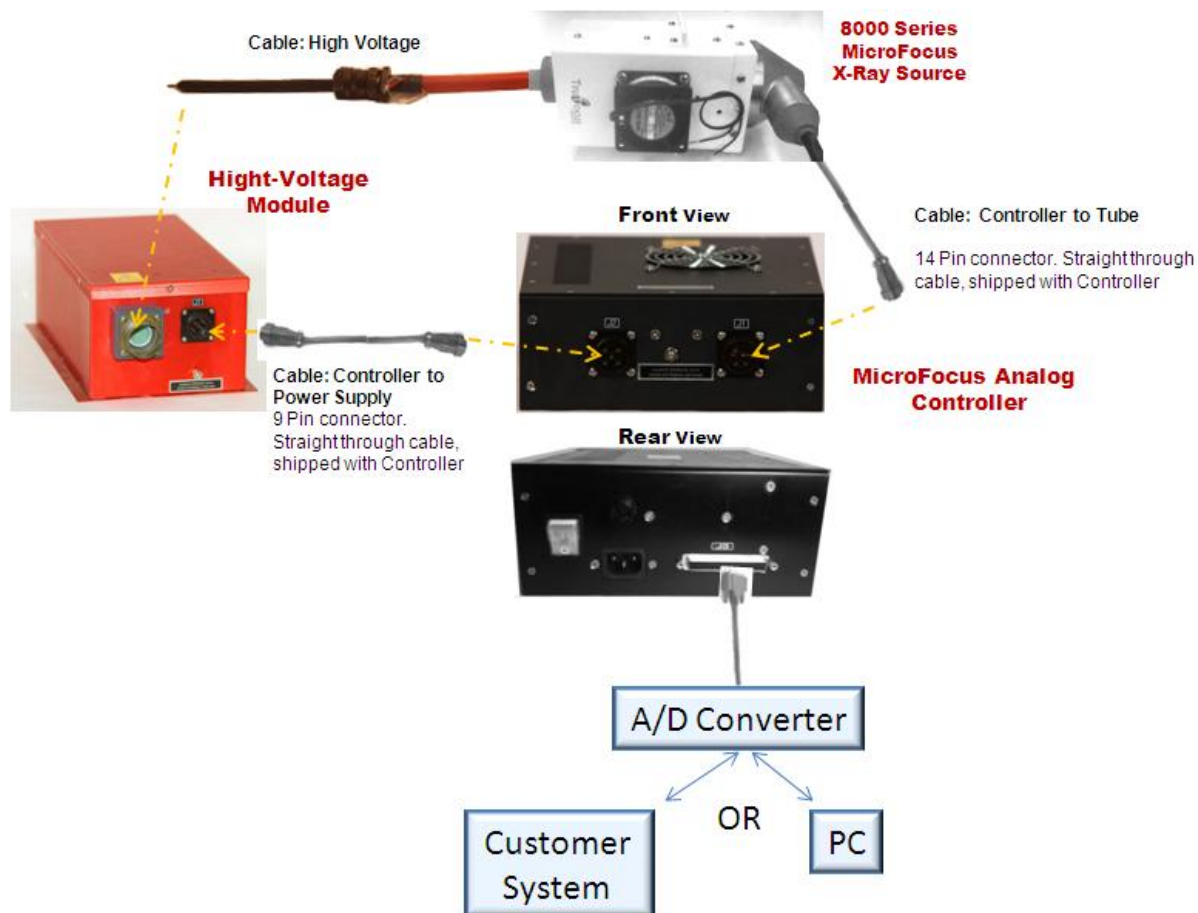 Cable: High Voltage
8000 Series
MicroFocus
X-Ray Source
Hight-Voltage
Module
Front View
Cable: Controller to Tube
14 Pin connector. Straight through
cable, shipped with Controller
J2
J1
Cable: Controller to
Power Supply
9 Pin connector.
Straight through cable,
shipped with Controller
MicroFocus Analog
Controller
Rear View
A/D Converter
OR
Customer
System
PC